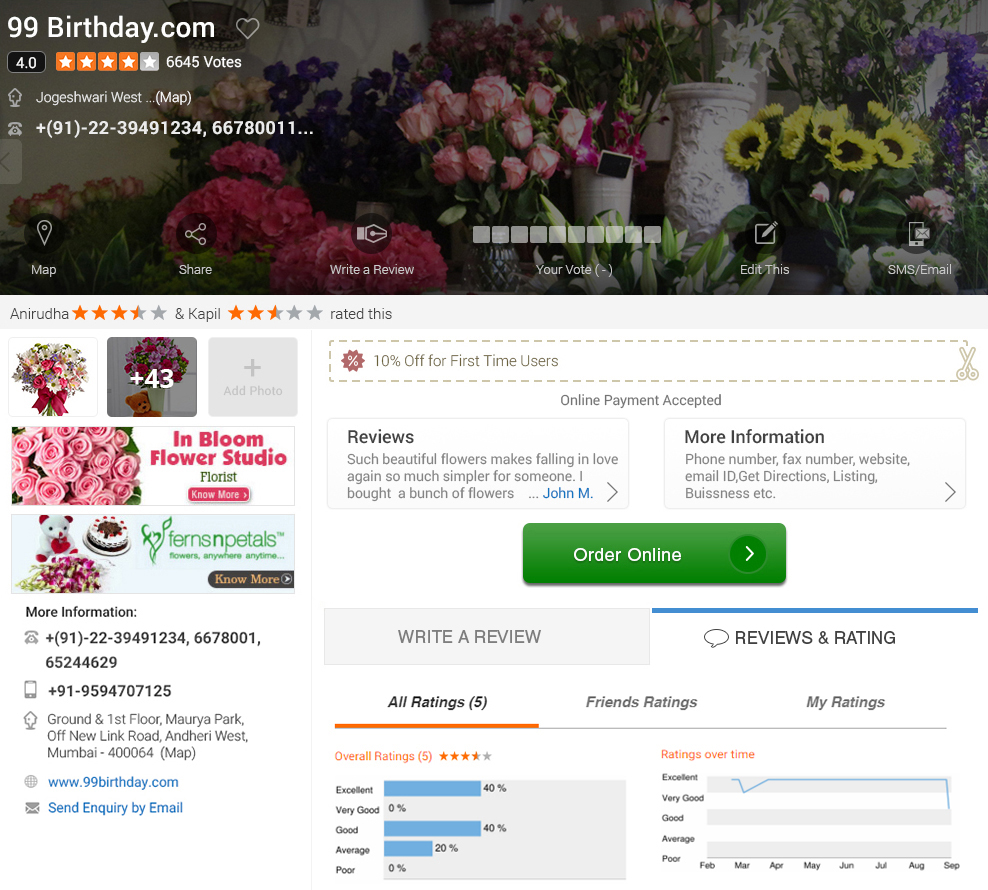 99 Birthday.com
4.0 6645 Votes
Jogeshwari West ...(Map)
+(91)-22-39491234, 66780011...
Map
Share
Write a Review
Your Vote ( - )
Edit This
SMS/Email
Anirudha & Kapil rated this
+43
+
Add Photo
% 10% Off for First Time Users
Online Payment Accepted
In Bloom
Flower Studio
Florist
Know More >
fernsnpetals™
flowers, anywhere anytime...
Know More
Reviews
Such beautiful flowers makes falling in love
again so much simpler for someone. I
bought a bunch of flowers ... John M.
More Information
Phone number, fax number, website,
email ID,Get Directions, Listing,
Buissness etc.
Order Online
More Information:
+(91)-22-39491234, 6678001,
65244629
+91-9594707125
Ground & 1st Floor, Maurya Park,
Off New Link Road, Andheri West,
Mumbai - 400064 (Map)
www.99birthday.com
Send Enquiry by Email
WRITE A REVIEW
REVIEWS & RATING
All Ratings (5)
Friends Ratings
My Ratings
Overall Ratings (5)
Excellent 40 %
Very Good 0 %
Good 40 %
Average 20 %
Poor 0 %
Ratings over time
Excellent
Very Good
Good
Average
Poor
Feb Mar Apr May Jun Jul Aug Sep